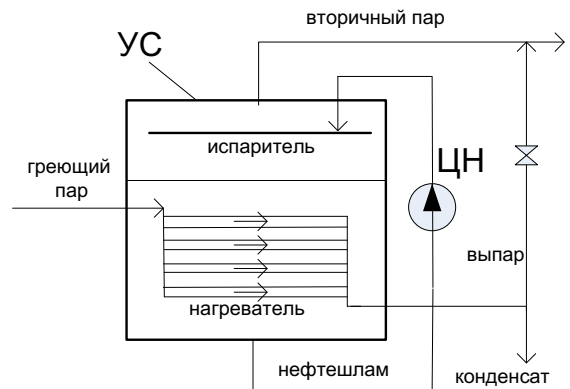 вторичный пар
УС
испаритель
греющий
пар
ЦН
выпар
нагреватель
нефтешлам
конденсат